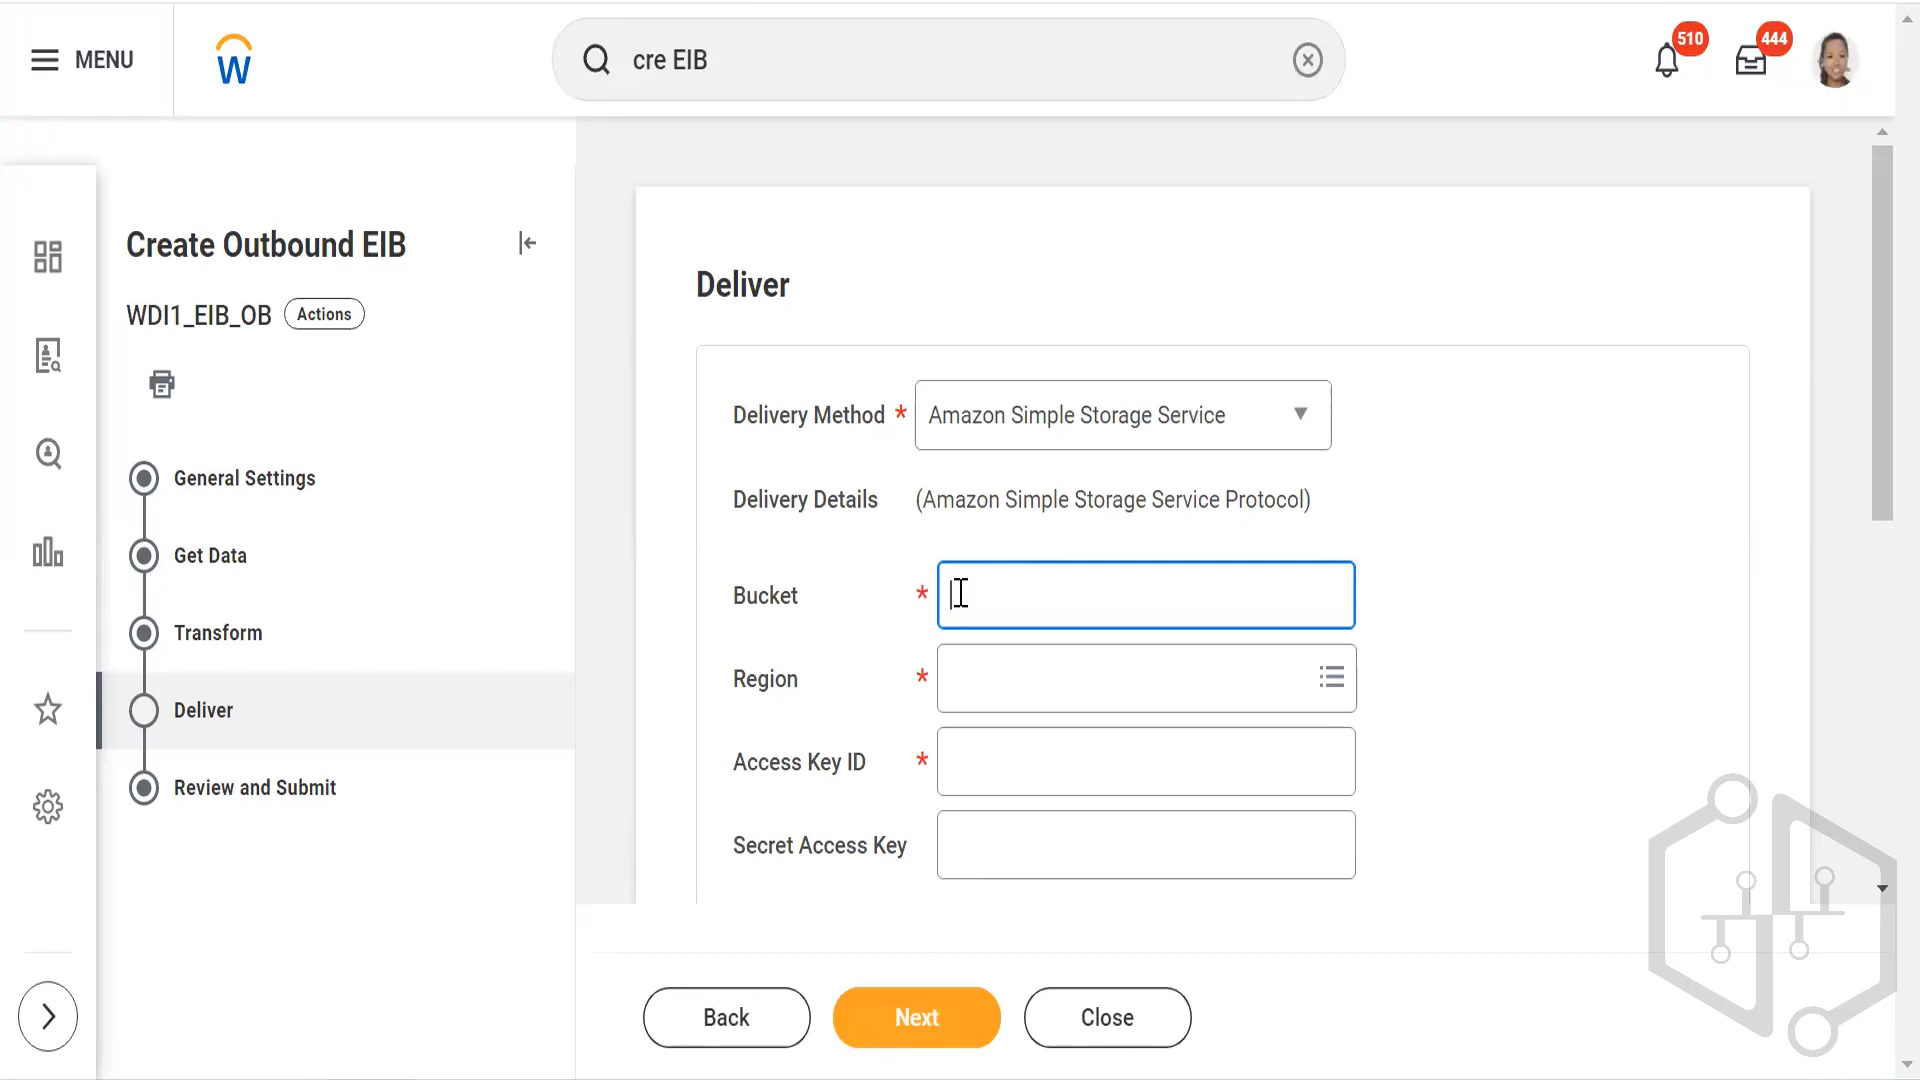 MENU
W
cre EIB
510
444
Create Outbound EIB
WDI1_EIB_OB
Actions
General Settings
Get Data
Transform
Deliver
Review and Submit
Deliver
Delivery Method *
Amazon Simple Storage Service
Delivery Details
(Amazon Simple Storage Service Protocol)
Bucket *
Region *
Access Key ID *
Secret Access Key
Back
Next
Close